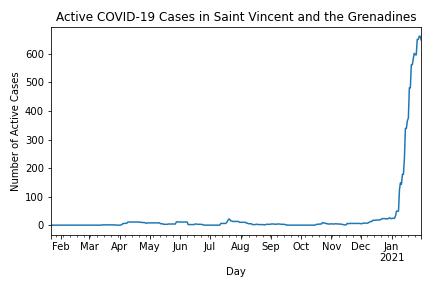 Active COVID-19 Cases in Saint Vincent and the Grenadines
Number of Active Cases
600
500
400
300
200
100
0
Feb Mar Apr May Jun Jul Aug Sep Oct Nov Dec Jan
2021
Day